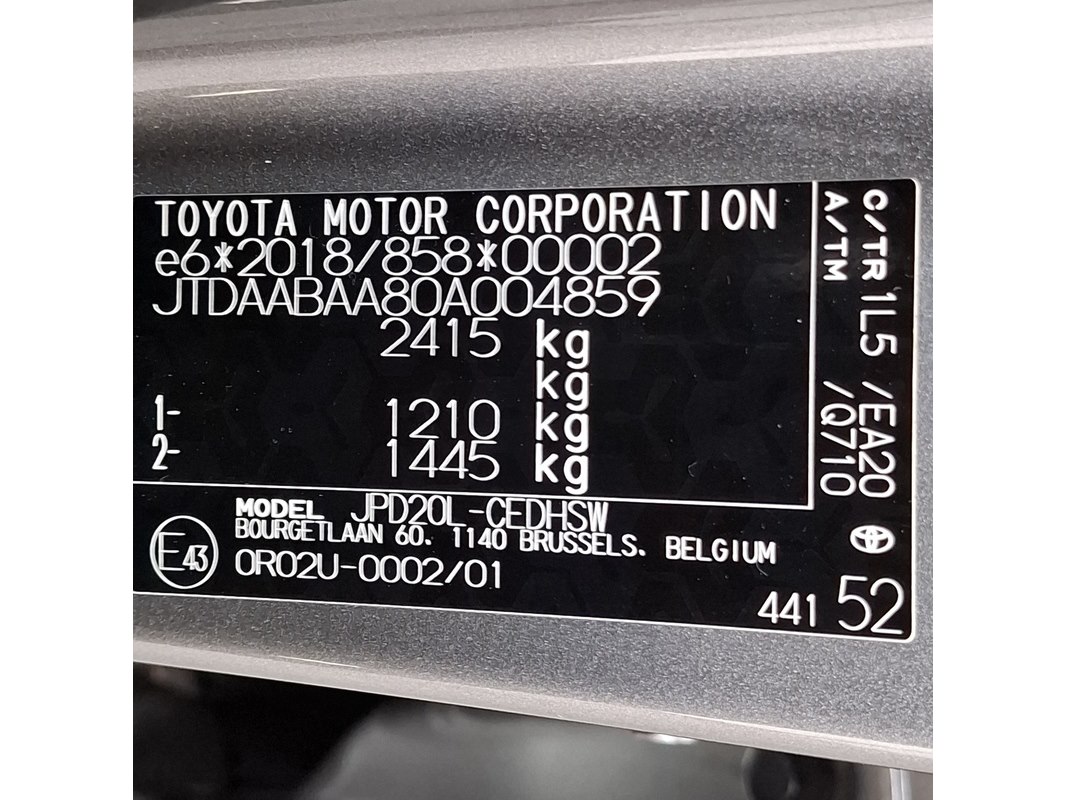 TOYOTA MOTOR CORPORATION
e6*2018/858*00002
JTDAABAA80A004859
2415 kg
kg
1- 1210 kg
2- 1445 kg
C/TR 1L5 /EA20
A/TM /Q710
MODEL JPD20L-CEDHSW
BOURGETLAAN 60. 1140 BRUSSELS. BELGIUM
E43 0R02U-0002/01
441 52